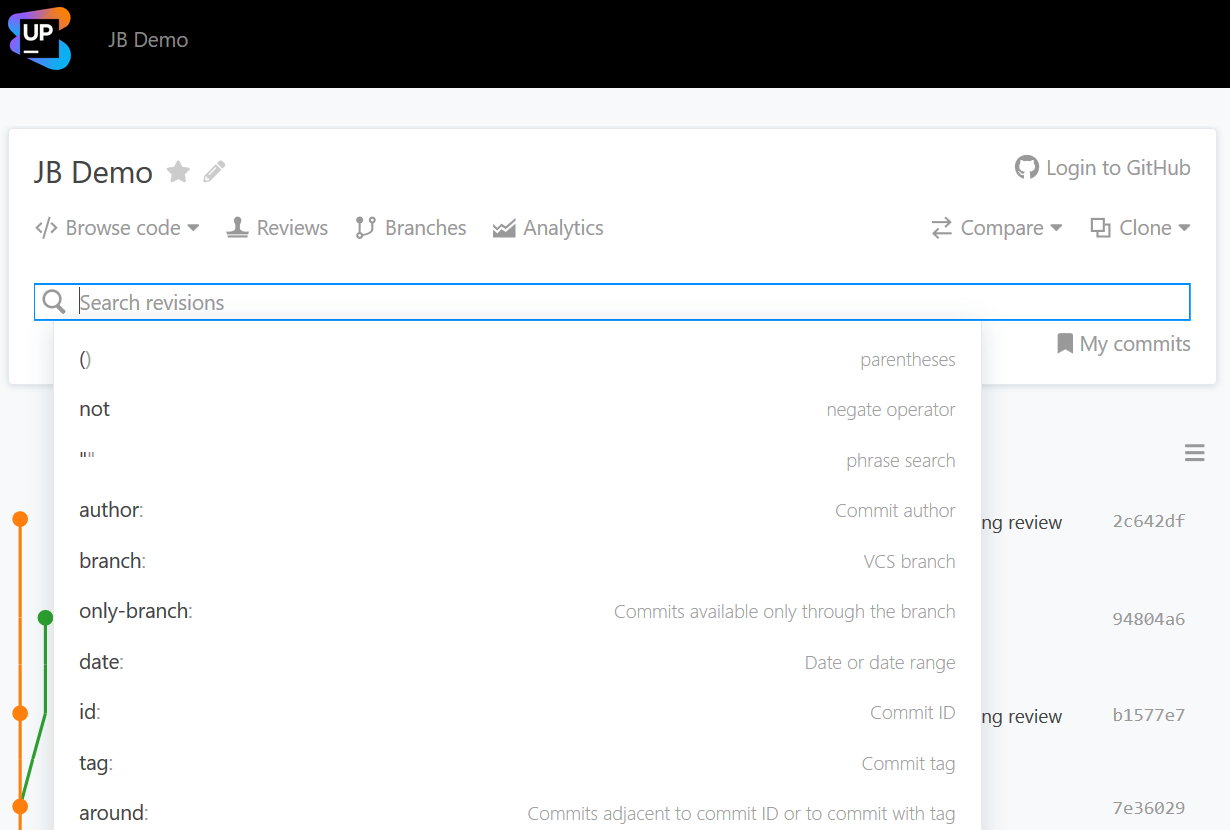 UP
JB Demo
JB Demo
Login to GitHub
Browse code Reviews Branches Analytics Compare Clone
Search revisions
My commits
() parentheses
not negate operator
"" phrase search
author: Commit author
ng review 2c642df
branch: VCS branch
only-branch: Commits available only through the branch
94804a6
date: Date or date range
id: Commit ID
ng review b1577e7
tag: Commit tag
around: Commits adjacent to commit ID or to commit with tag
7e36029